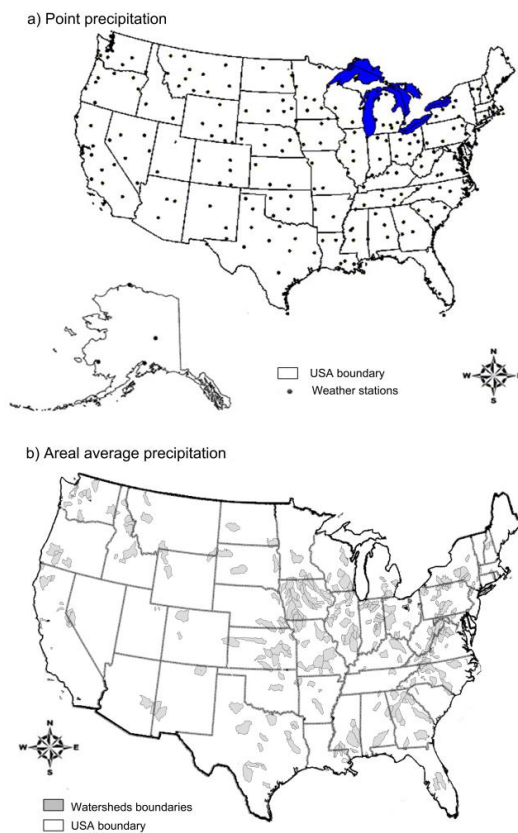 a) Point precipitation
USA boundary
Weather stations
N
W
S
b) Areal average precipitation
N
W E
S
Watersheds boundaries
USA boundary